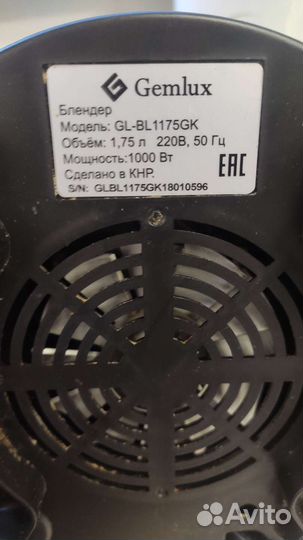 Gemlux
Блендер
Модель: GL-BL1175GK
Объём: 1,75 л 220В, 50 Гц
Мощность:1000 Вт
Сделано в КНР.
S/N: GLBL1175GK18010596
EAC
Avito